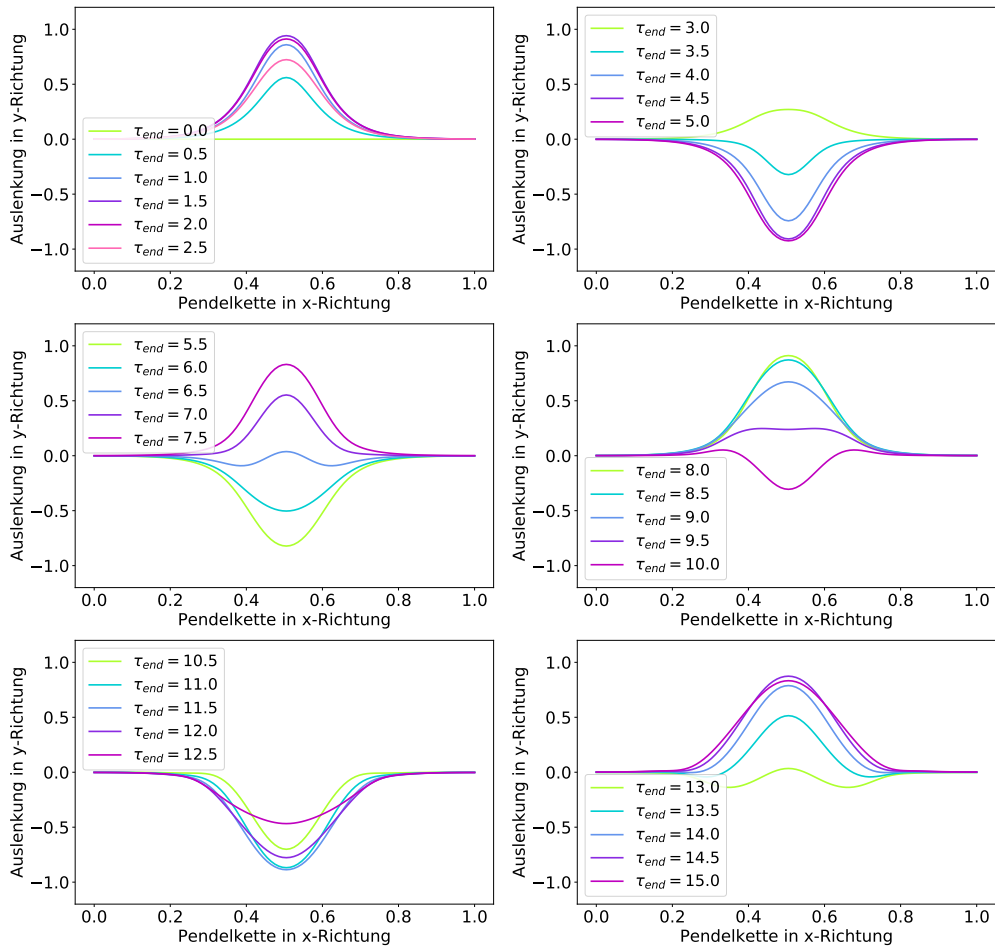 1.0
0.5
0.0
−0.5
−1.0
Auslenkung in y-Richtung
τend = 0.0
τend = 0.5
τend = 1.0
τend = 1.5
τend = 2.0
τend = 2.5
0.0 0.2 0.4 0.6 0.8 1.0
Pendelkette in x-Richtung
1.0
0.5
0.0
−0.5
−1.0
Auslenkung in y-Richtung
τend = 3.0
τend = 3.5
τend = 4.0
τend = 4.5
τend = 5.0
0.0 0.2 0.4 0.6 0.8 1.0
Pendelkette in x-Richtung
1.0
0.5
0.0
−0.5
−1.0
Auslenkung in y-Richtung
τend = 5.5
τend = 6.0
τend = 6.5
τend = 7.0
τend = 7.5
0.0 0.2 0.4 0.6 0.8 1.0
Pendelkette in x-Richtung
1.0
0.5
0.0
−0.5
−1.0
Auslenkung in y-Richtung
τend = 8.0
τend = 8.5
τend = 9.0
τend = 9.5
τend = 10.0
0.0 0.2 0.4 0.6 0.8 1.0
Pendelkette in x-Richtung
1.0
0.5
0.0
−0.5
−1.0
Auslenkung in y-Richtung
τend = 10.5
τend = 11.0
τend = 11.5
τend = 12.0
τend = 12.5
0.0 0.2 0.4 0.6 0.8 1.0
Pendelkette in x-Richtung
1.0
0.5
0.0
−0.5
−1.0
Auslenkung in y-Richtung
τend = 13.0
τend = 13.5
τend = 14.0
τend = 14.5
τend = 15.0
0.0 0.2 0.4 0.6 0.8 1.0
Pendelkette in x-Richtung